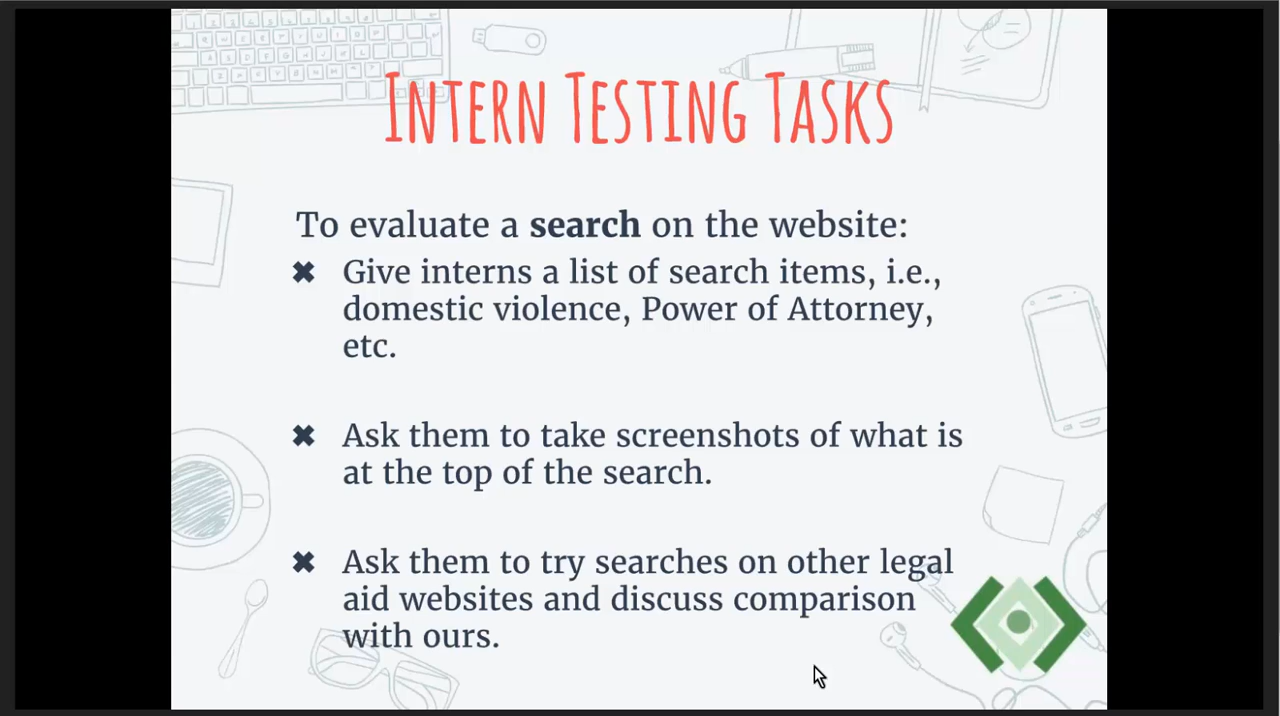 Intern Testing Tasks
To evaluate a search on the website:
✖ Give interns a list of search items, i.e.,
domestic violence, Power of Attorney,
etc.
✖ Ask them to take screenshots of what is
at the top of the search.
✖ Ask them to try searches on other legal
aid websites and discuss comparison
with ours.